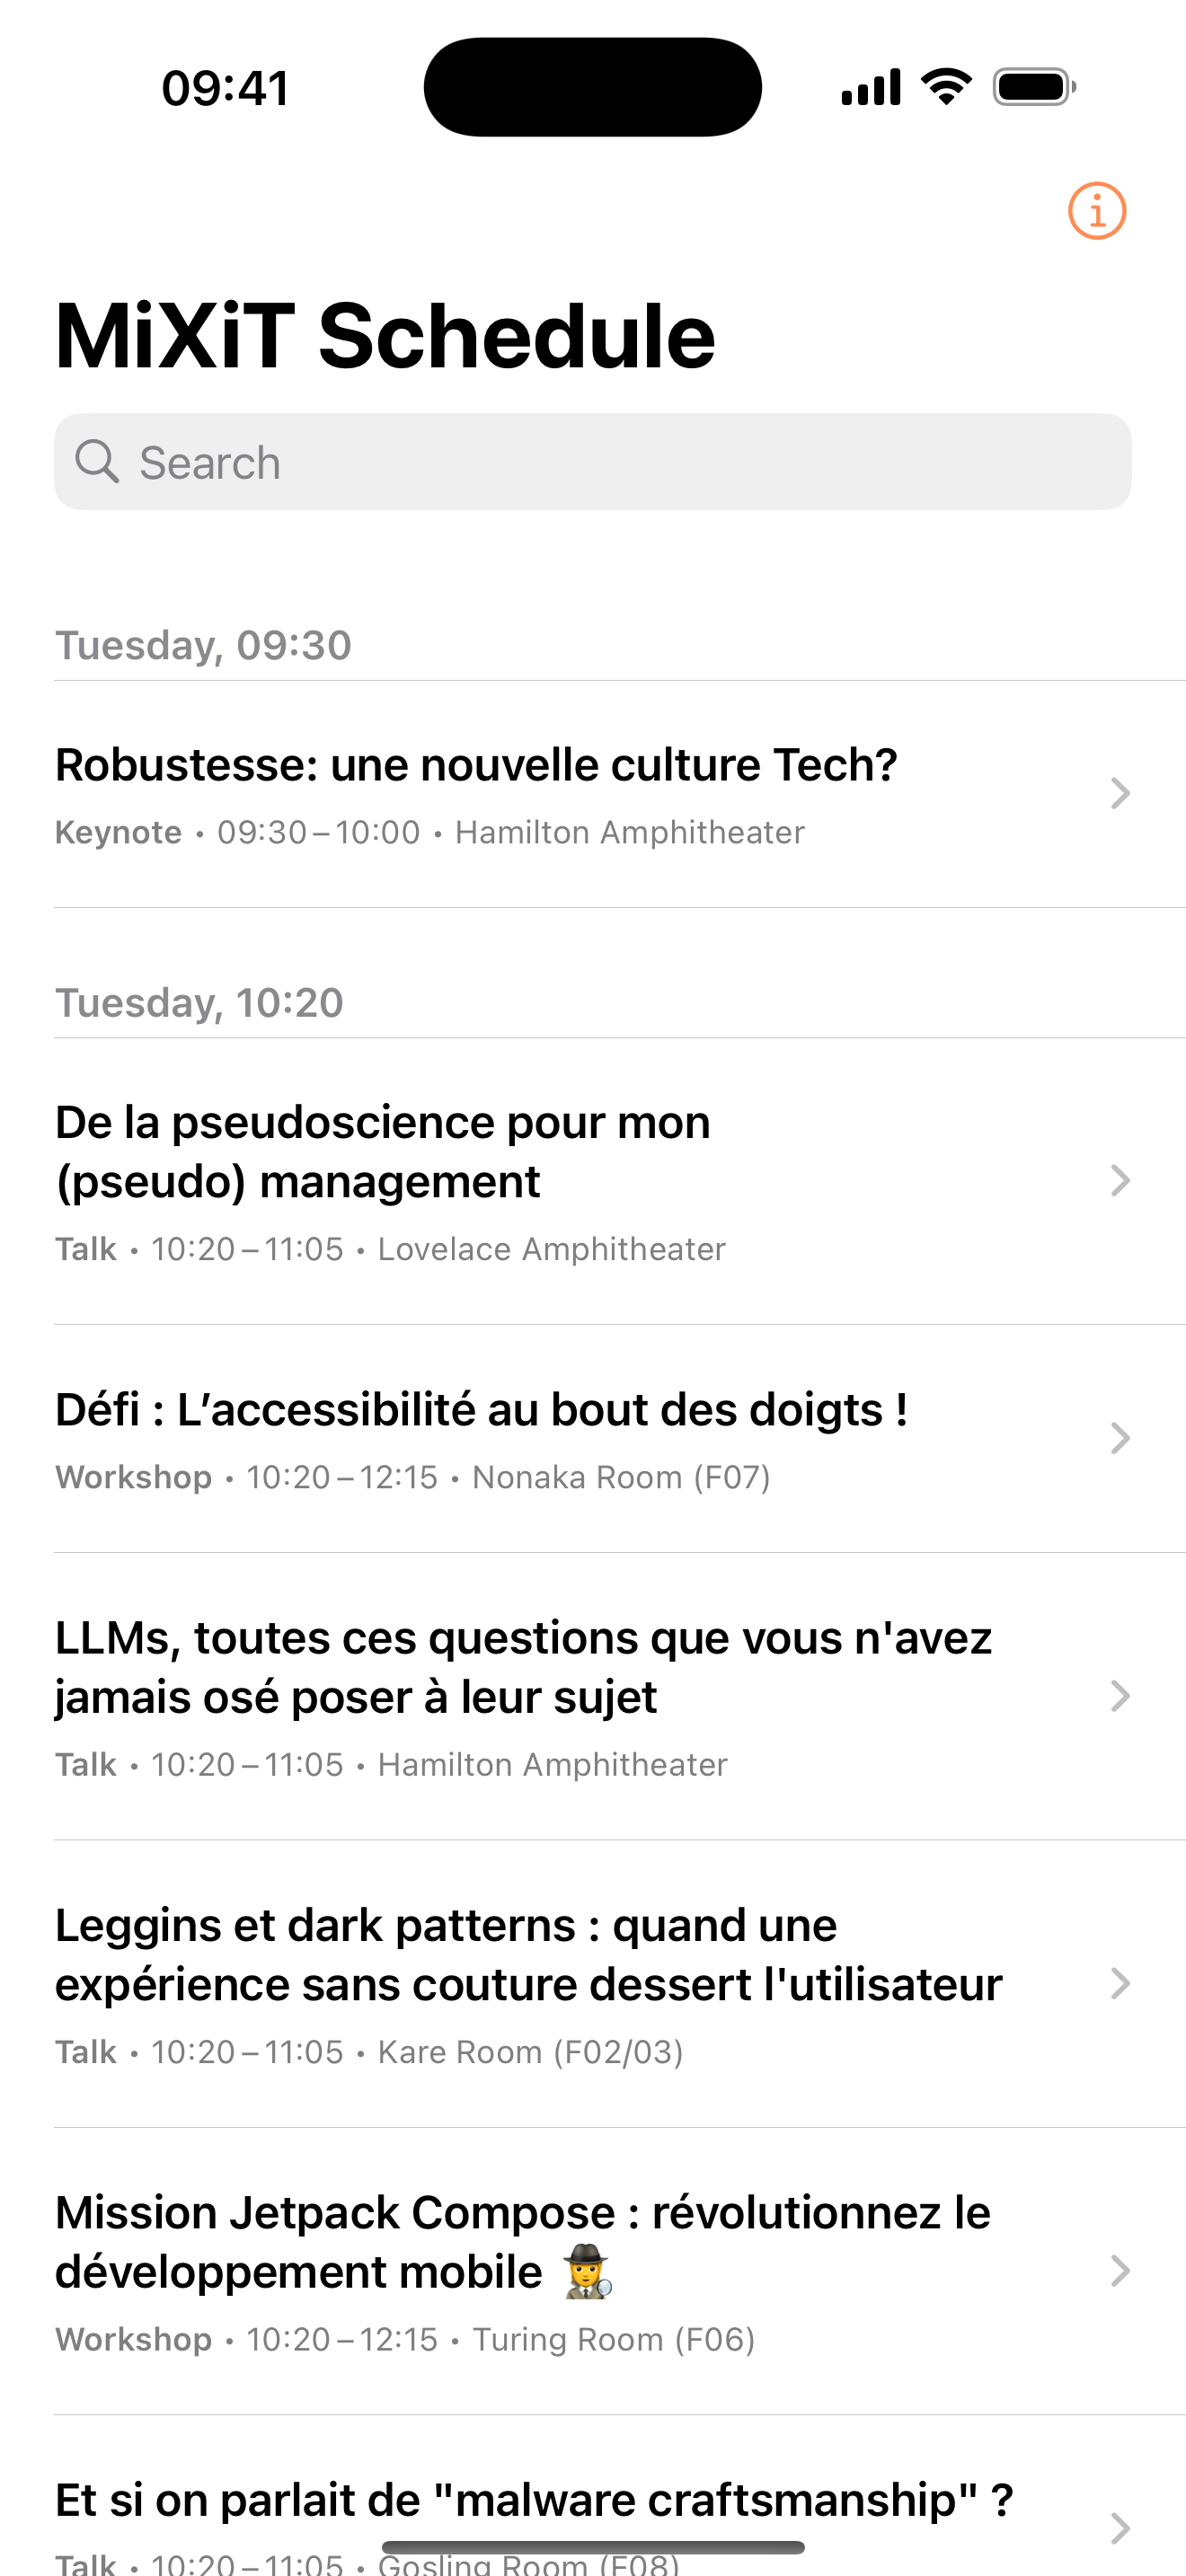 09:41
MiXiT Schedule
Search
Tuesday, 09:30
Robustesse: une nouvelle culture Tech?
Keynote • 09:30 – 10:00 • Hamilton Amphitheater
Tuesday, 10:20
De la pseudoscience pour mon
(pseudo) management
Talk • 10:20 – 11:05 • Lovelace Amphitheater
Défi : L’accessibilité au bout des doigts !
Workshop • 10:20 – 12:15 • Nonaka Room (F07)
LLMs, toutes ces questions que vous n'avez
jamais osé poser à leur sujet
Talk • 10:20 – 11:05 • Hamilton Amphitheater
Leggins et dark patterns : quand une
expérience sans couture dessert l'utilisateur
Talk • 10:20 – 11:05 • Kare Room (F02/03)
Mission Jetpack Compose : révolutionnez le
développement mobile 🕵️
Workshop • 10:20 – 12:15 • Turing Room (F06)
Et si on parlait de "malware craftsmanship" ?
Talk • 10:20 – 11:05 • Gosling Room (F08)